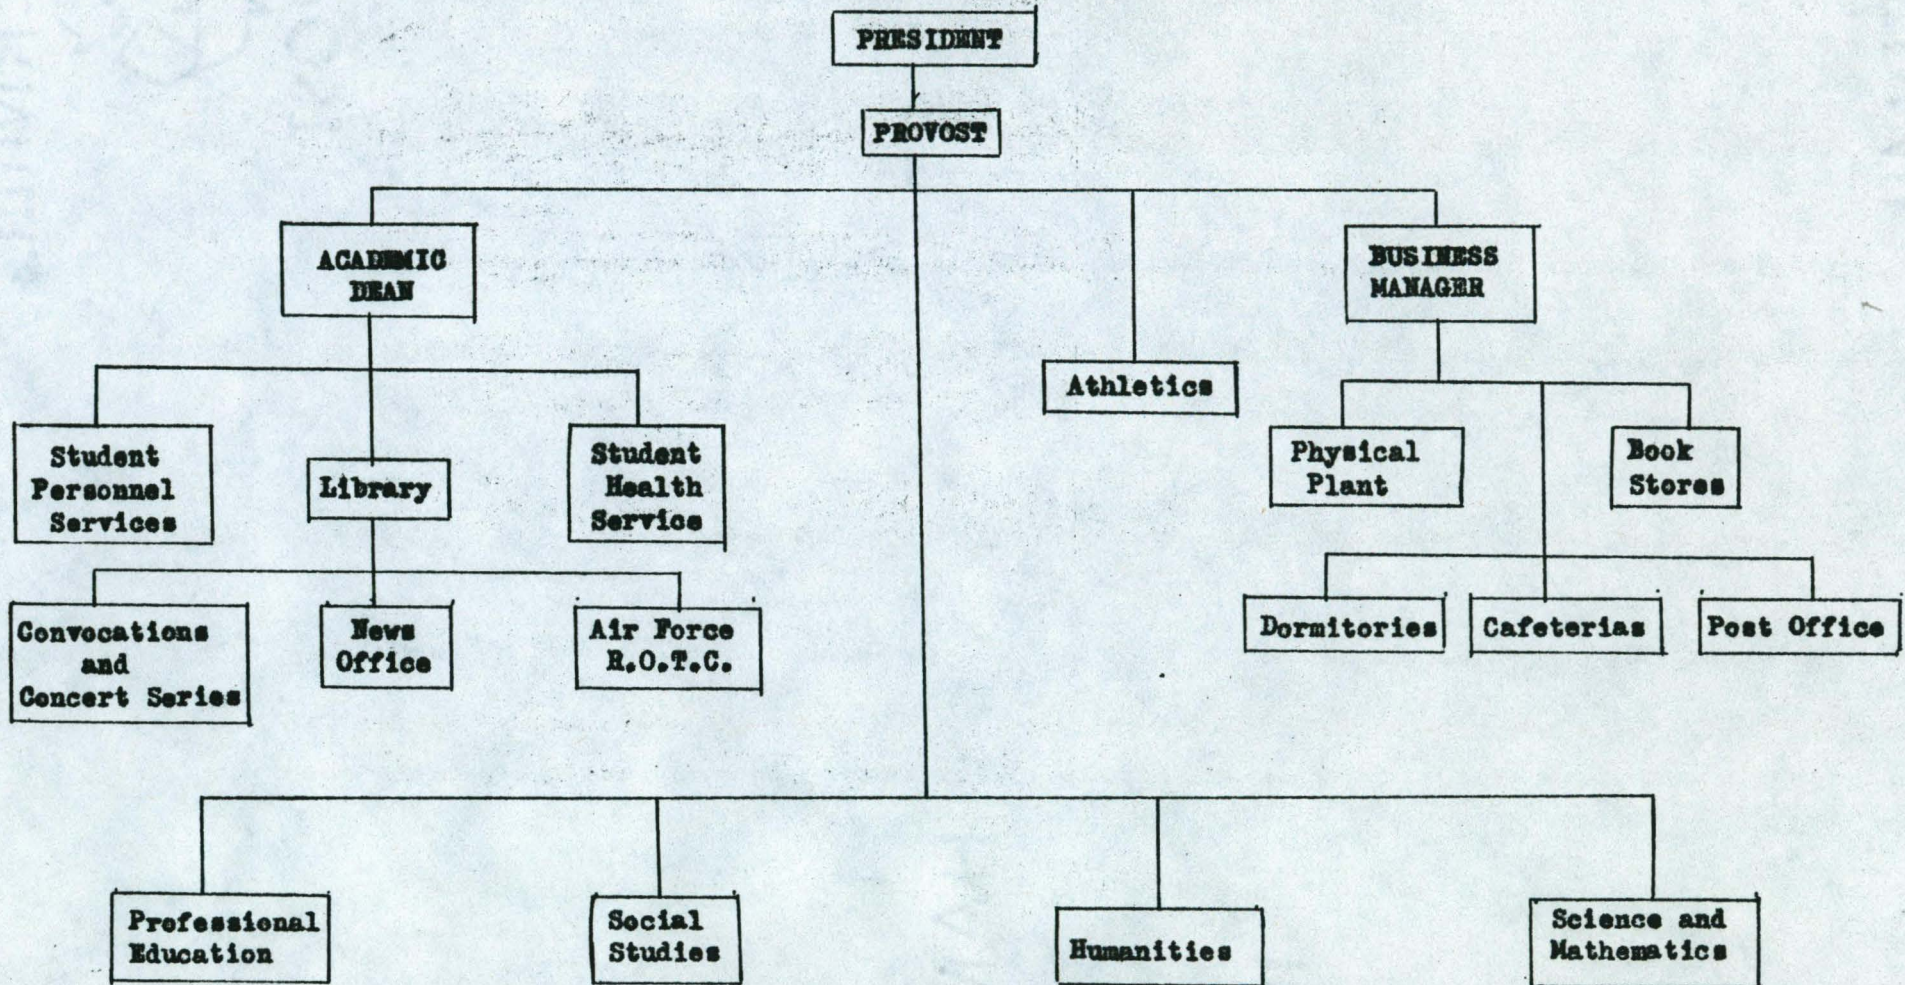 PRESIDENT
PROVOST
ACADEMIC
DEAN
BUSINESS
MANAGER
Athletics
Student
Personnel
Services
Library
Student
Health
Service
Physical
Plant
Book
Stores
Convocations
and
Concert Series
News
Office
Air Force
R.O.T.C.
Dormitories
Cafeterias
Post Office
Professional
Education
Social
Studies
Humanities
Science and
Mathematics